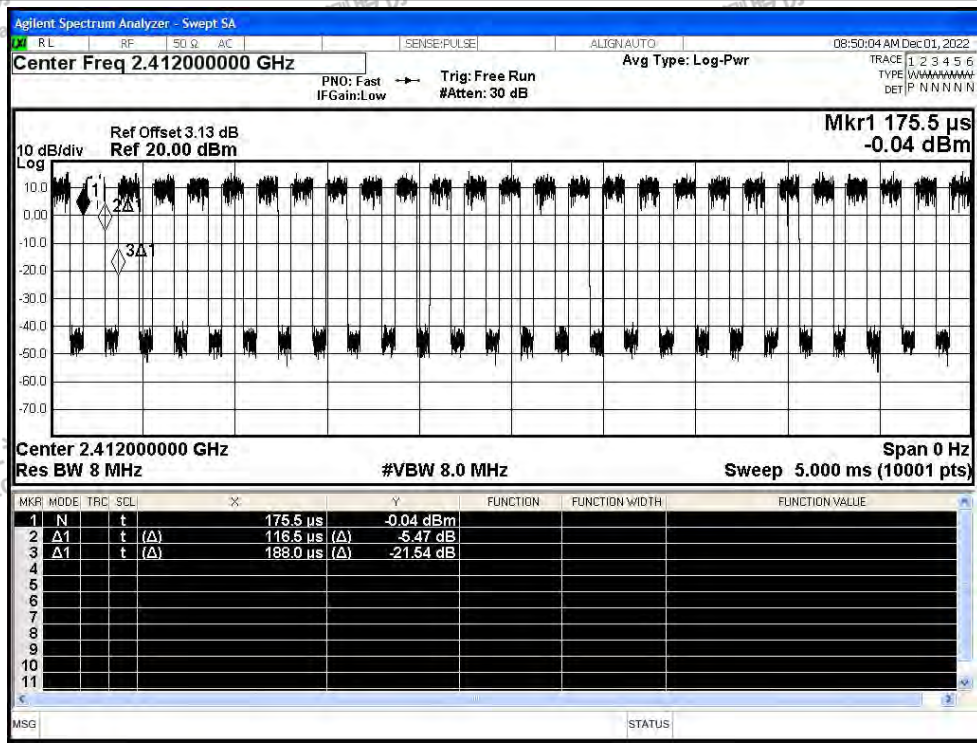 Agilent Spectrum Analyzer - Swept SA
LXI RL RF 50 Ω AC SENSE:PULSE ALIGNAUTO 08:50:04 AM Dec 01, 2022
Center Freq 2.412000000 GHz
PNO: Fast
IFGain:Low
Trig: Free Run
#Atten: 30 dB
Avg Type: Log-Pwr
TRACE 1 2 3 4 5 6
TYPE
DET P N N N N N
Ref Offset 3.13 dB
10 dB/div Ref 20.00 dBm
Log
Mkr1 175.5 µs
-0.04 dBm
10.0
0.00
-10.0
-20.0
-30.0
-40.0
-50.0
-60.0
-70.0
1
2Δ1
3Δ1
Center 2.412000000 GHz Span 0 Hz
Res BW 8 MHz #VBW 8.0 MHz Sweep 5.000 ms (10001 pts)
MKR MODE TRC SCL X Y FUNCTION FUNCTION WIDTH FUNCTION VALUE
1 N t 175.5 µs -0.04 dBm
2 Δ1 t (Δ) 116.5 µs (Δ) -5.47 dB
3 Δ1 t (Δ) 188.0 µs (Δ) -21.54 dB
4
5
6
7
8
9
10
11
MSG STATUS